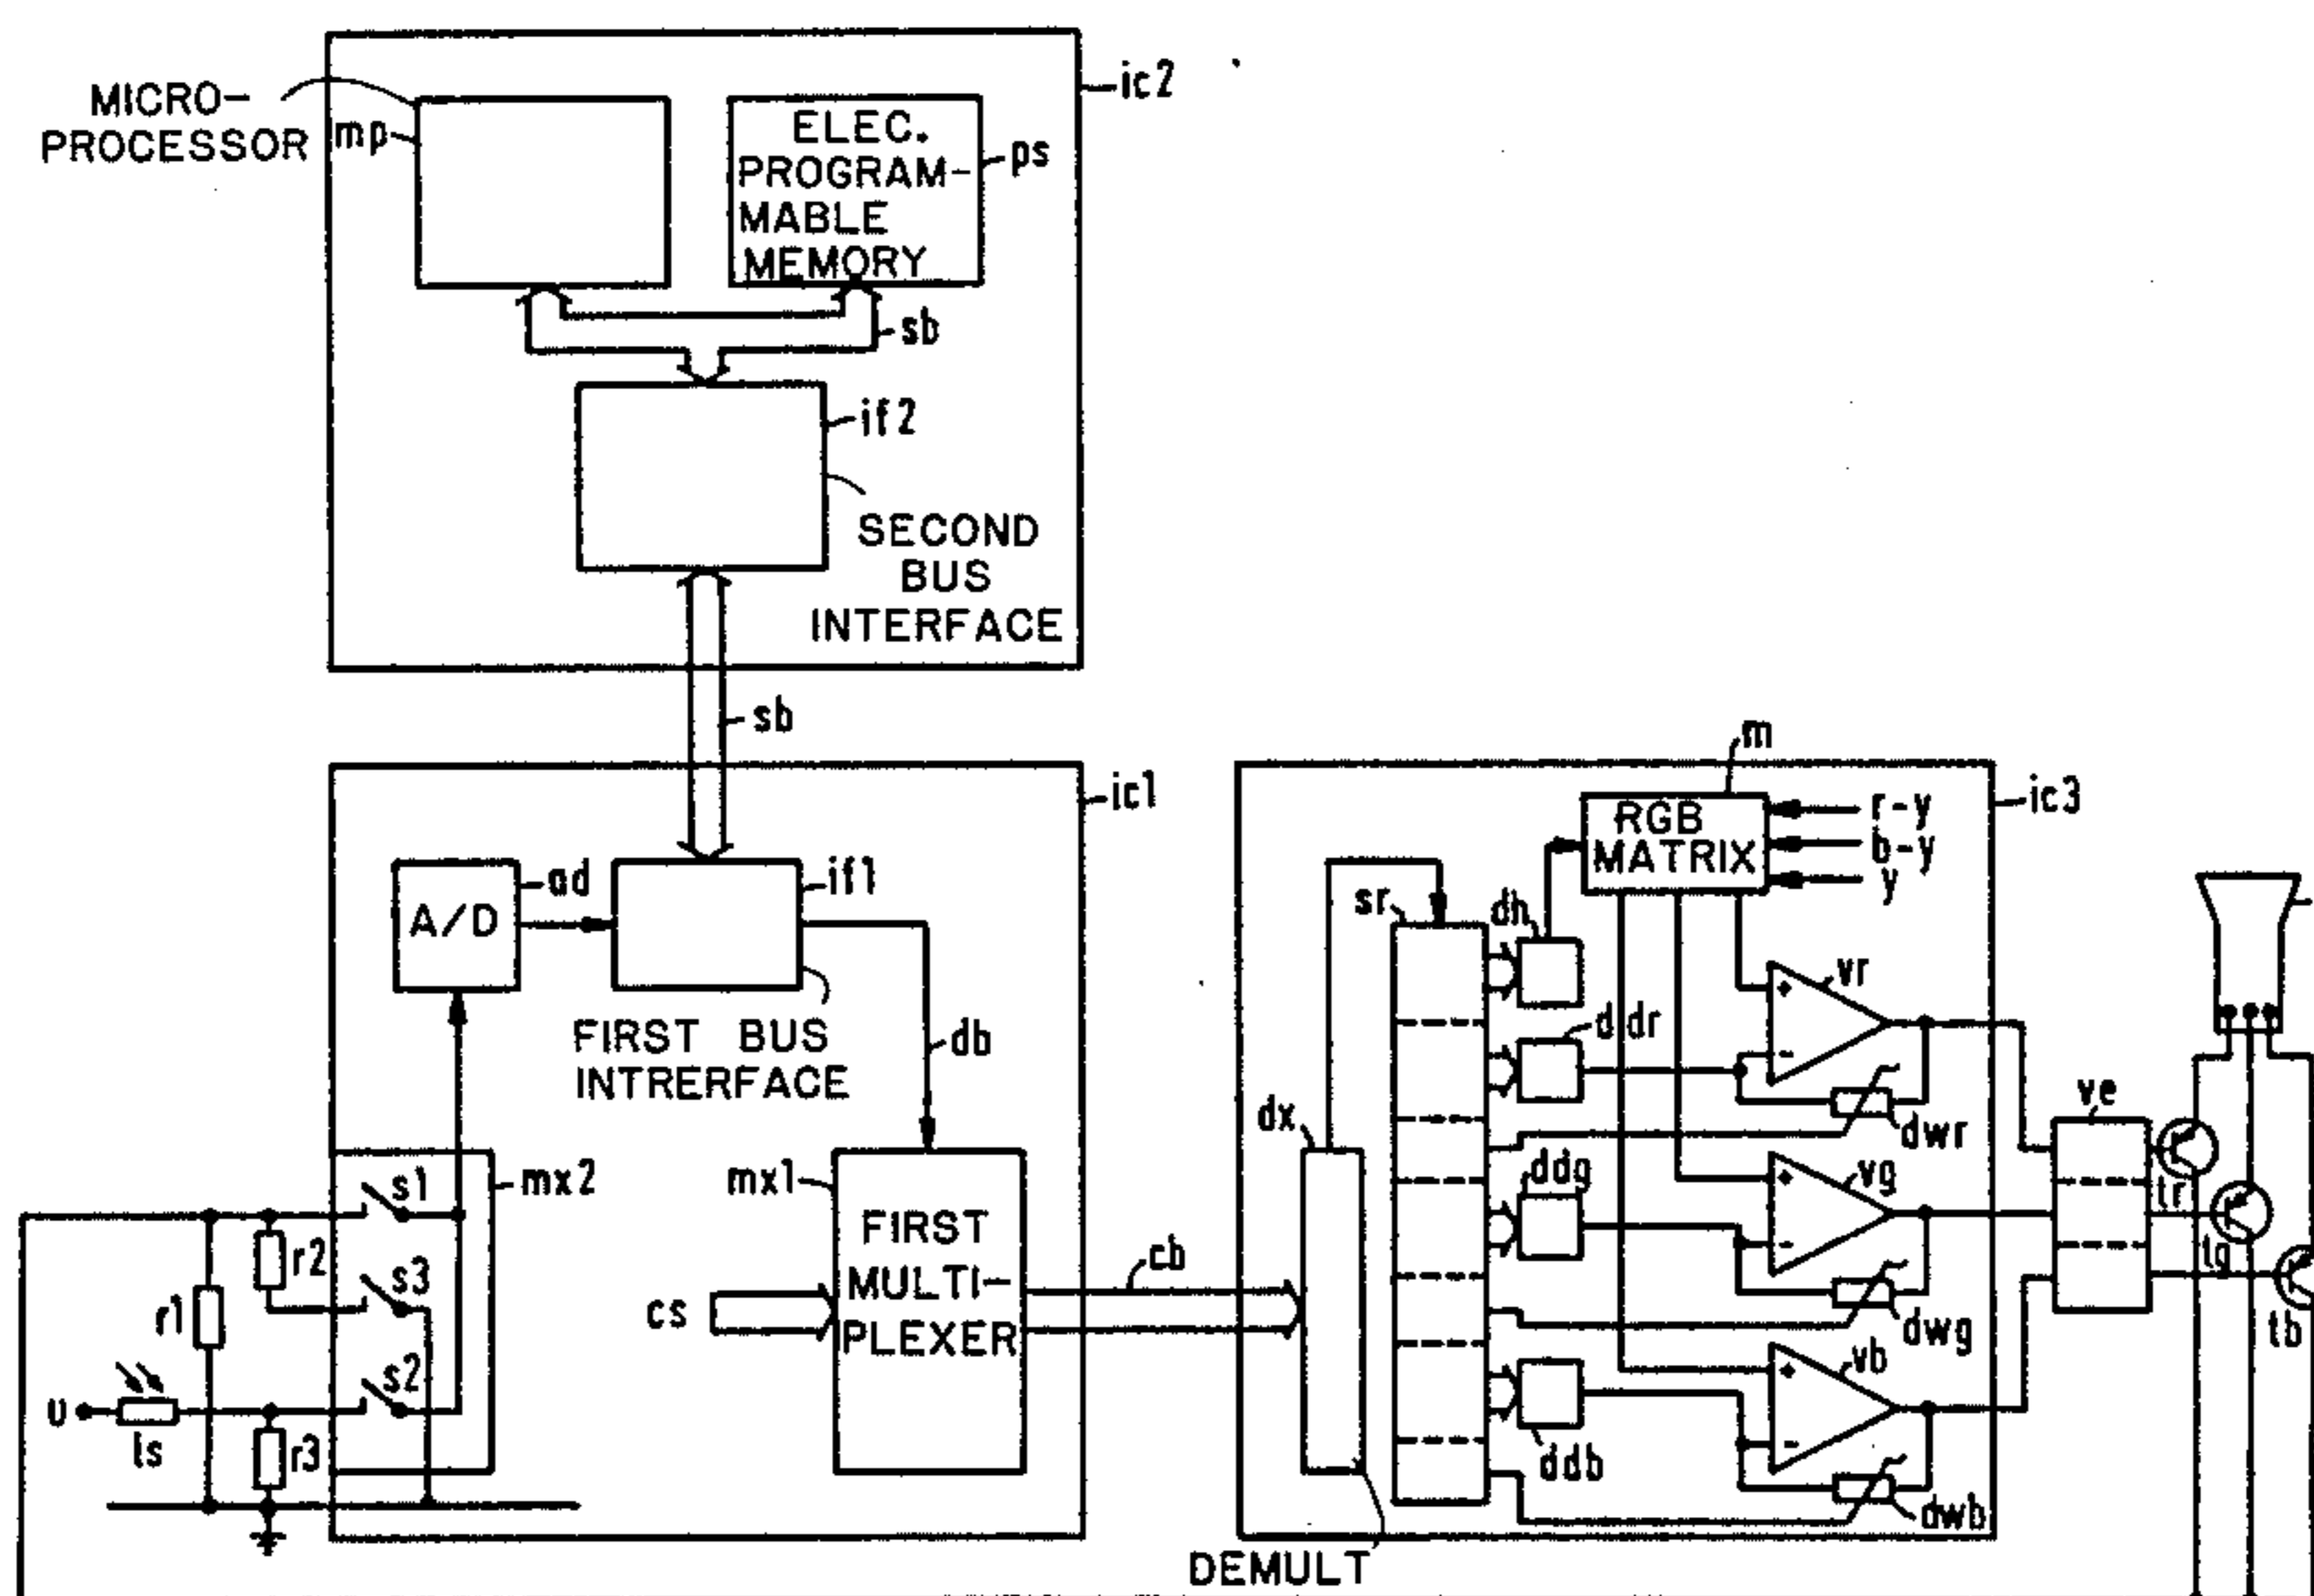 MICRO-
PROCESSOR
mp
ELEC.
PROGRAM-
MABLE
MEMORY
ps
ic2
sb
if2
SECOND
BUS
INTERFACE
sb
ic1
ad
A/D
if1
FIRST BUS
INTRERFACE
db
mx2
mx1
FIRST
MULTI-
PLEXER
cs
cb
s1
r2
s3
r1
s2
u
ls
r3
m
ic3
RGB
MATRIX
r-y
b-y
y
sr
dh
vr
ddr
dwr
dx
ddg
vg
dwg
vb
ddb
dwb
DEMULT
ve
tr
tg
tb